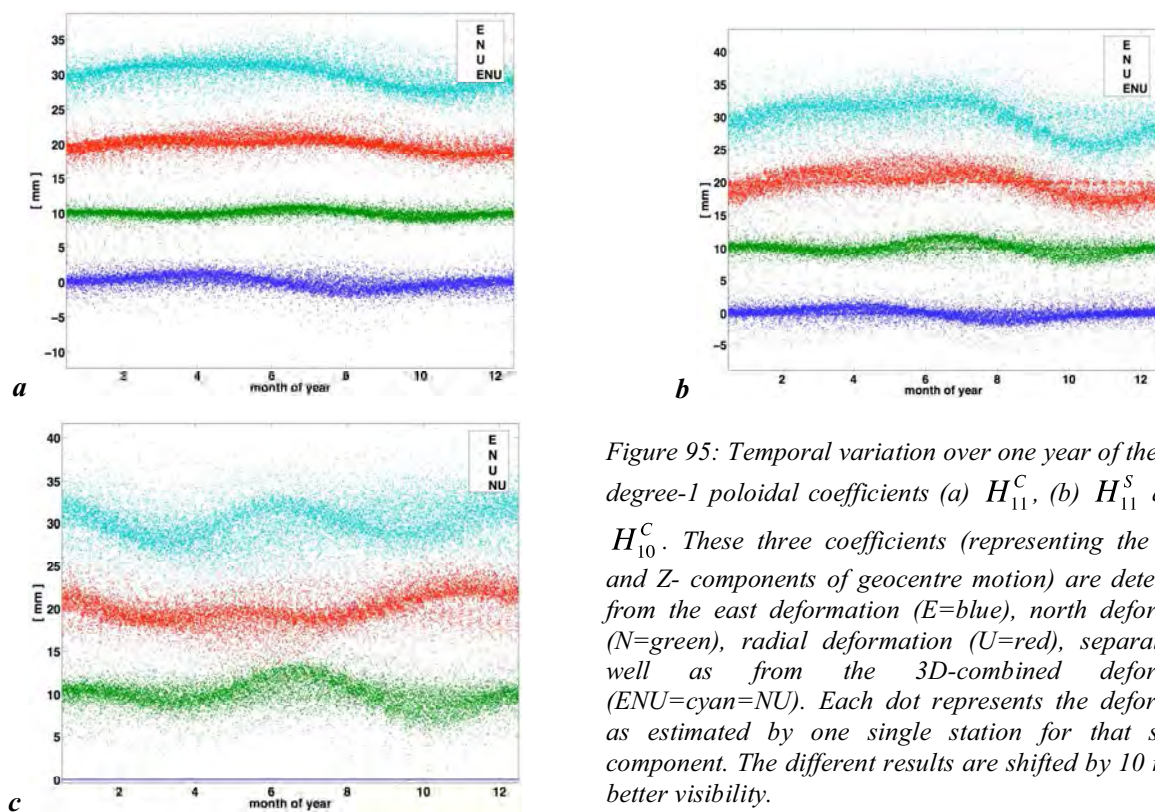 E
N
U
ENU
35
30
25
20
15
10
5
0
−5
−10
[ mm ]
2 4 6 8 10 12
month of year
a
E
N
U
ENU
40
35
30
25
20
15
10
5
0
−5
[ mm ]
2 4 6 8 10 12
month of year
b
E
N
U
NU
40
35
30
25
20
15
10
5
0
[ mm ]
2 4 6 8 10 12
month of year
c
Figure 95: Temporal variation over one year of the
degree-1 poloidal coefficients (a) H₁₁ᶜ, (b) H₁₁ˢ
H₁₀ᶜ. These three coefficients (representing the
and Z- components of geocentre motion) are dete
from the east deformation (E=blue), north defor
(N=green), radial deformation (U=red), separa
well as from the 3D-combined defor
(ENU=cyan=NU). Each dot represents the defor
as estimated by one single station for that s
component. The different results are shifted by 10
better visibility.